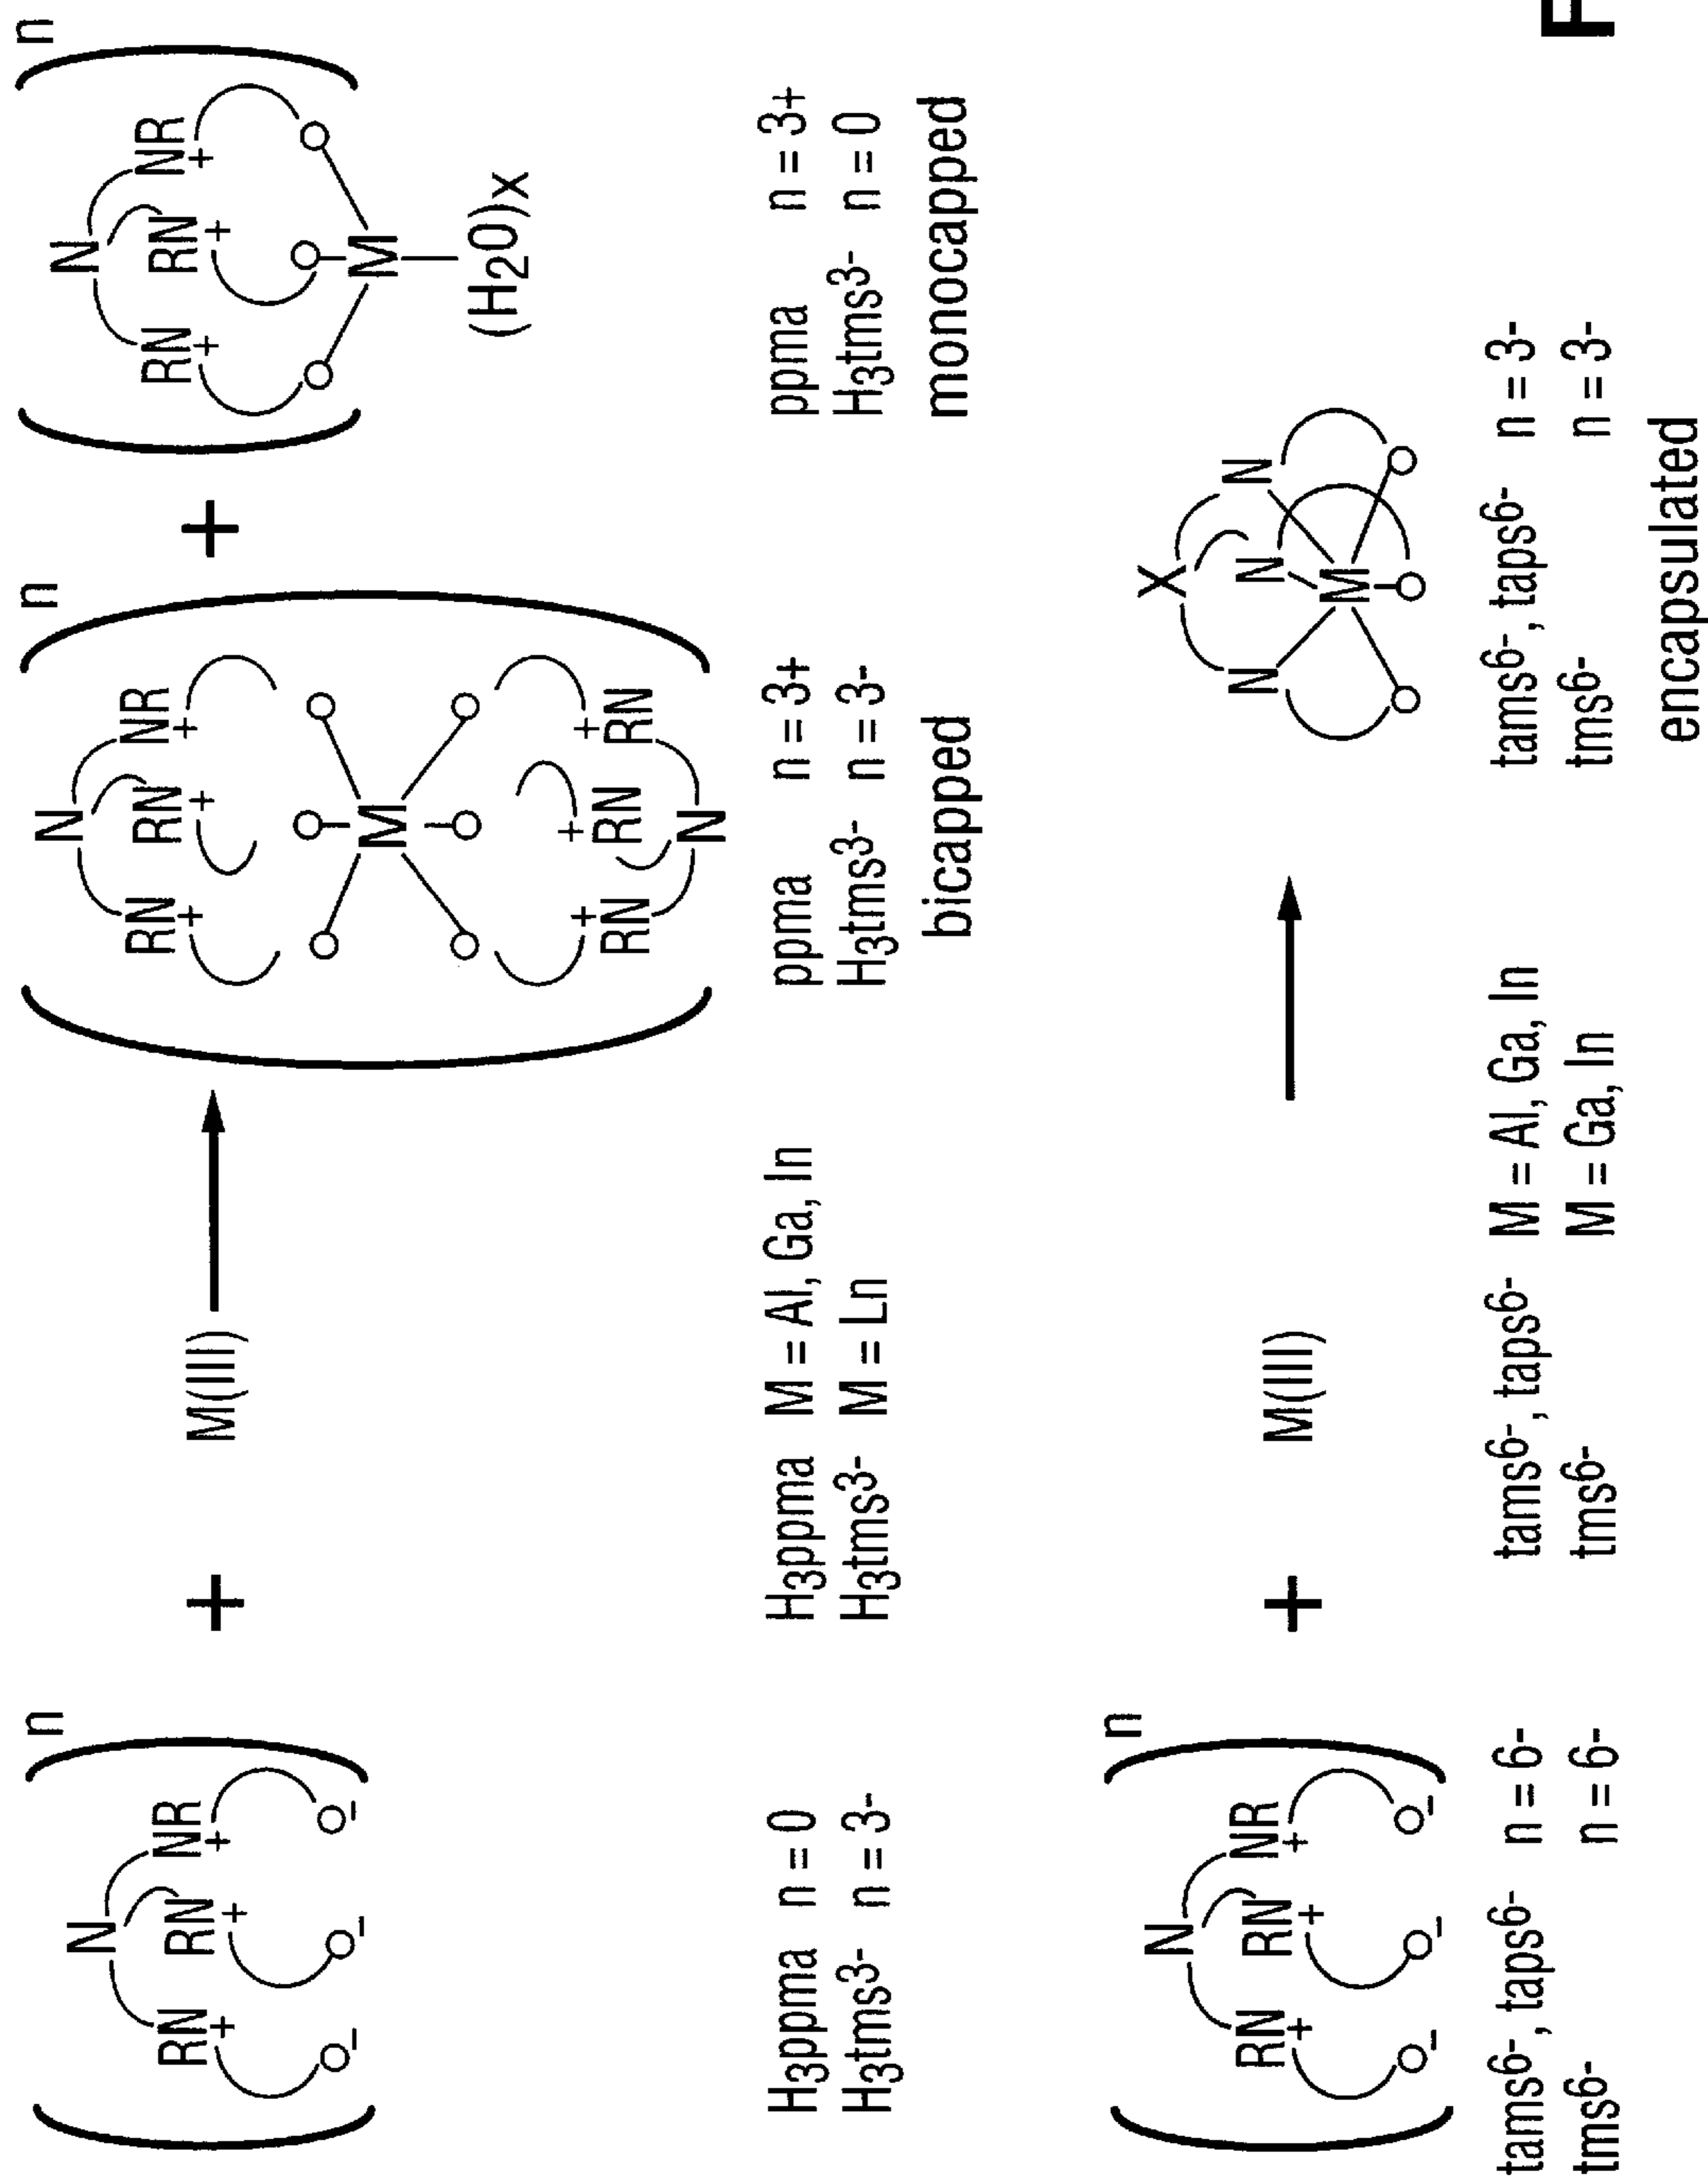 n
N
RN+ RN+ NR+
O- O- O-
H3ppma n = 0
H3tms3- n = 3-
+
M(III)
H3ppma M = Al, Ga, In
H3tms3- M = Ln
n
N
RN+ RN+ NR+
O O O
M
O O O
+RN +RN +RN
N
ppma n = 3+
H3tms3- n = 3-
bicapped
+
n
N
RN+ RN+ NR+
O O O
M
(H2O)x
ppma n = 3+
H3tms3- n = 0
monocapped
n
N
RN+ RN+ NR+
O- O- O-
tams6-, taps6- n = 6-
tms6- n = 6-
+
M(III)
tams6-, taps6- M = Al, Ga, In
tms6- M = Ga, In
X
N N N
M
O O O
tams6-, taps6- n = 3-
tms6- n = 3-
encapsulated
F